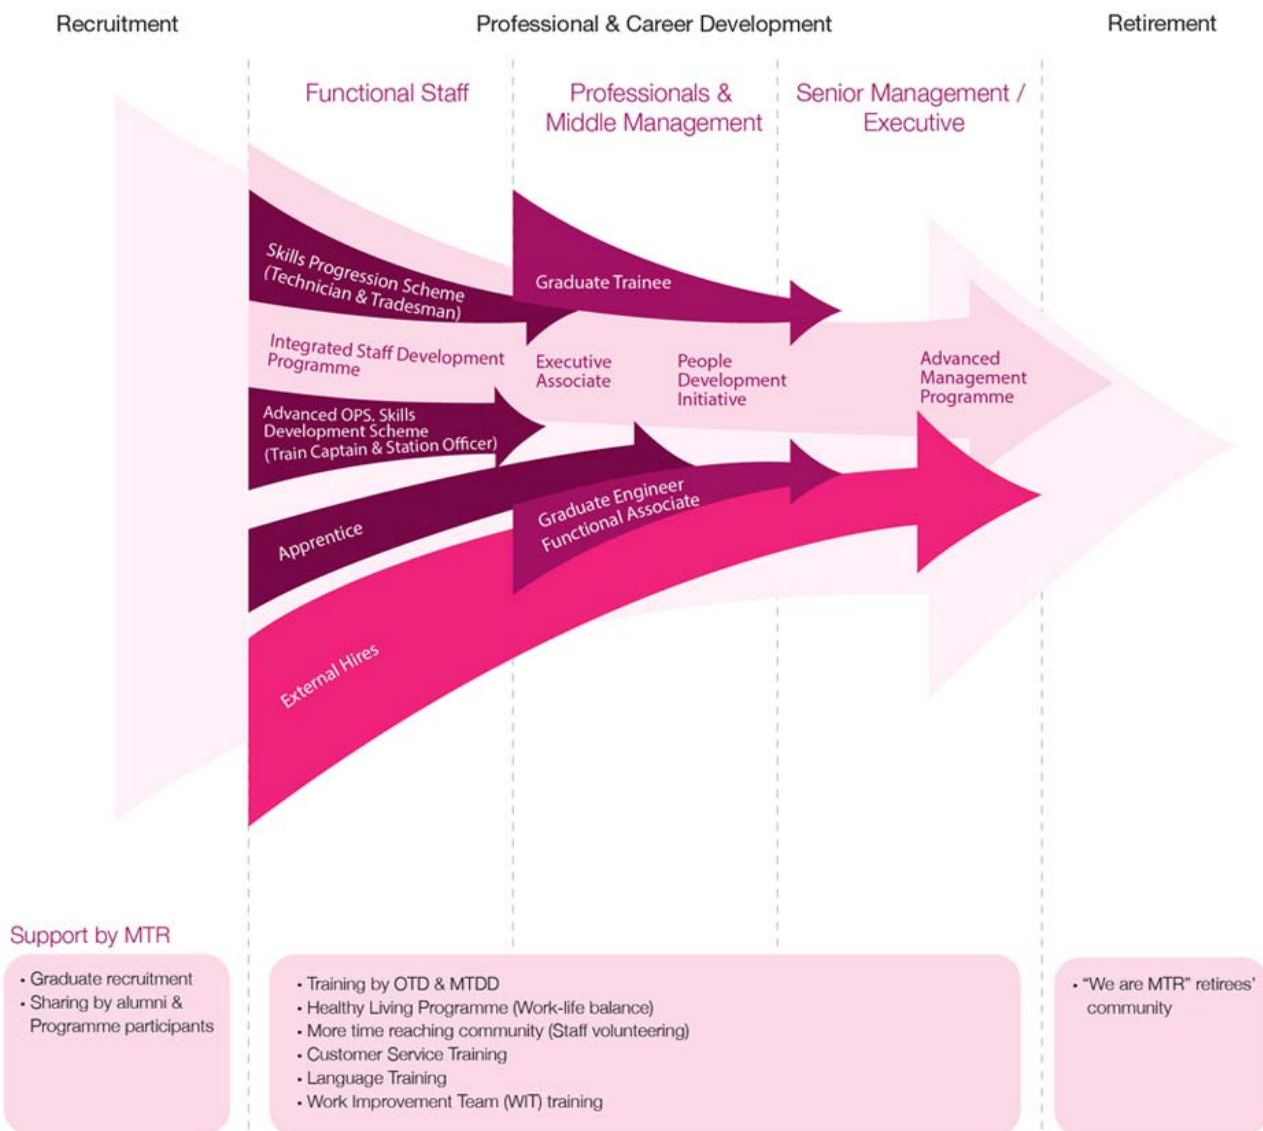 Recruitment
Professional & Career Development
Retirement
Functional Staff
Professionals &
Middle Management
Senior Management /
Executive
Skills Progression Scheme
(Technician & Tradesman)
Graduate Trainee
Integrated Staff Development
Programme
Executive
Associate
People
Development
Initiative
Advanced
Management
Programme
Advanced OPS. Skills
Development Scheme
(Train Captain & Station Officer)
Apprentice
Graduate Engineer
Functional Associate
External Hires
Support by MTR
• Graduate recruitment
• Sharing by alumni &
Programme participants
• Training by OTD & MTDD
• Healthy Living Programme (Work-life balance)
• More time reaching community (Staff volunteering)
• Customer Service Training
• Language Training
• Work Improvement Team (WIT) training
• “We are MTR” retirees’
community